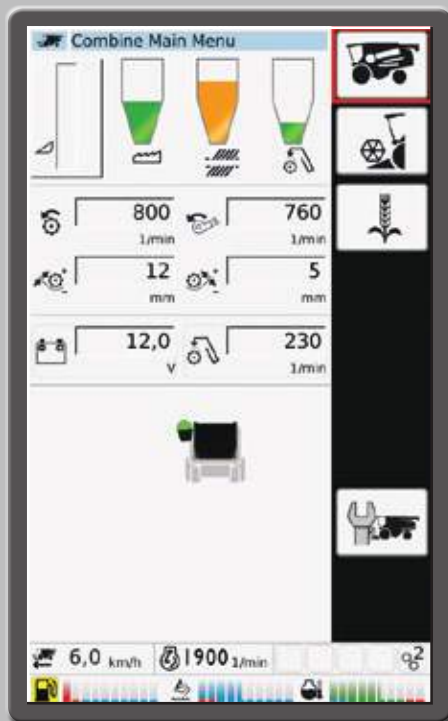 Combine Main Menu
800 760
1/min 1/min
12 5
mm mm
12,0 230
V 1/min
6,0 km/h 1900 1/min 2